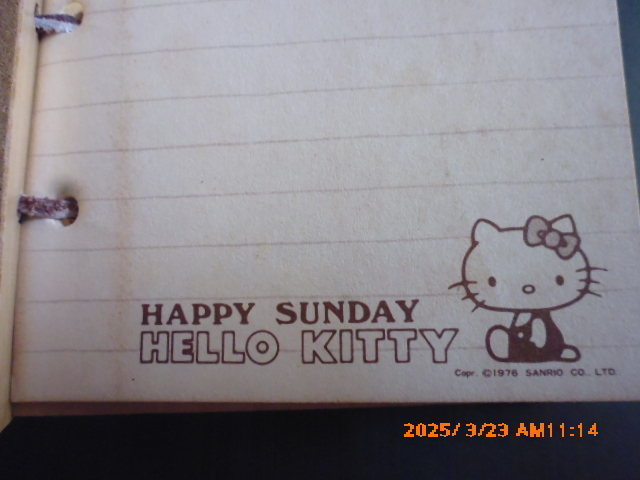 HAPPY SUNDAY
HELLO KITTY
Copr. ©1976 SANRIO CO., LTD.
2025/3/23 AM11:14